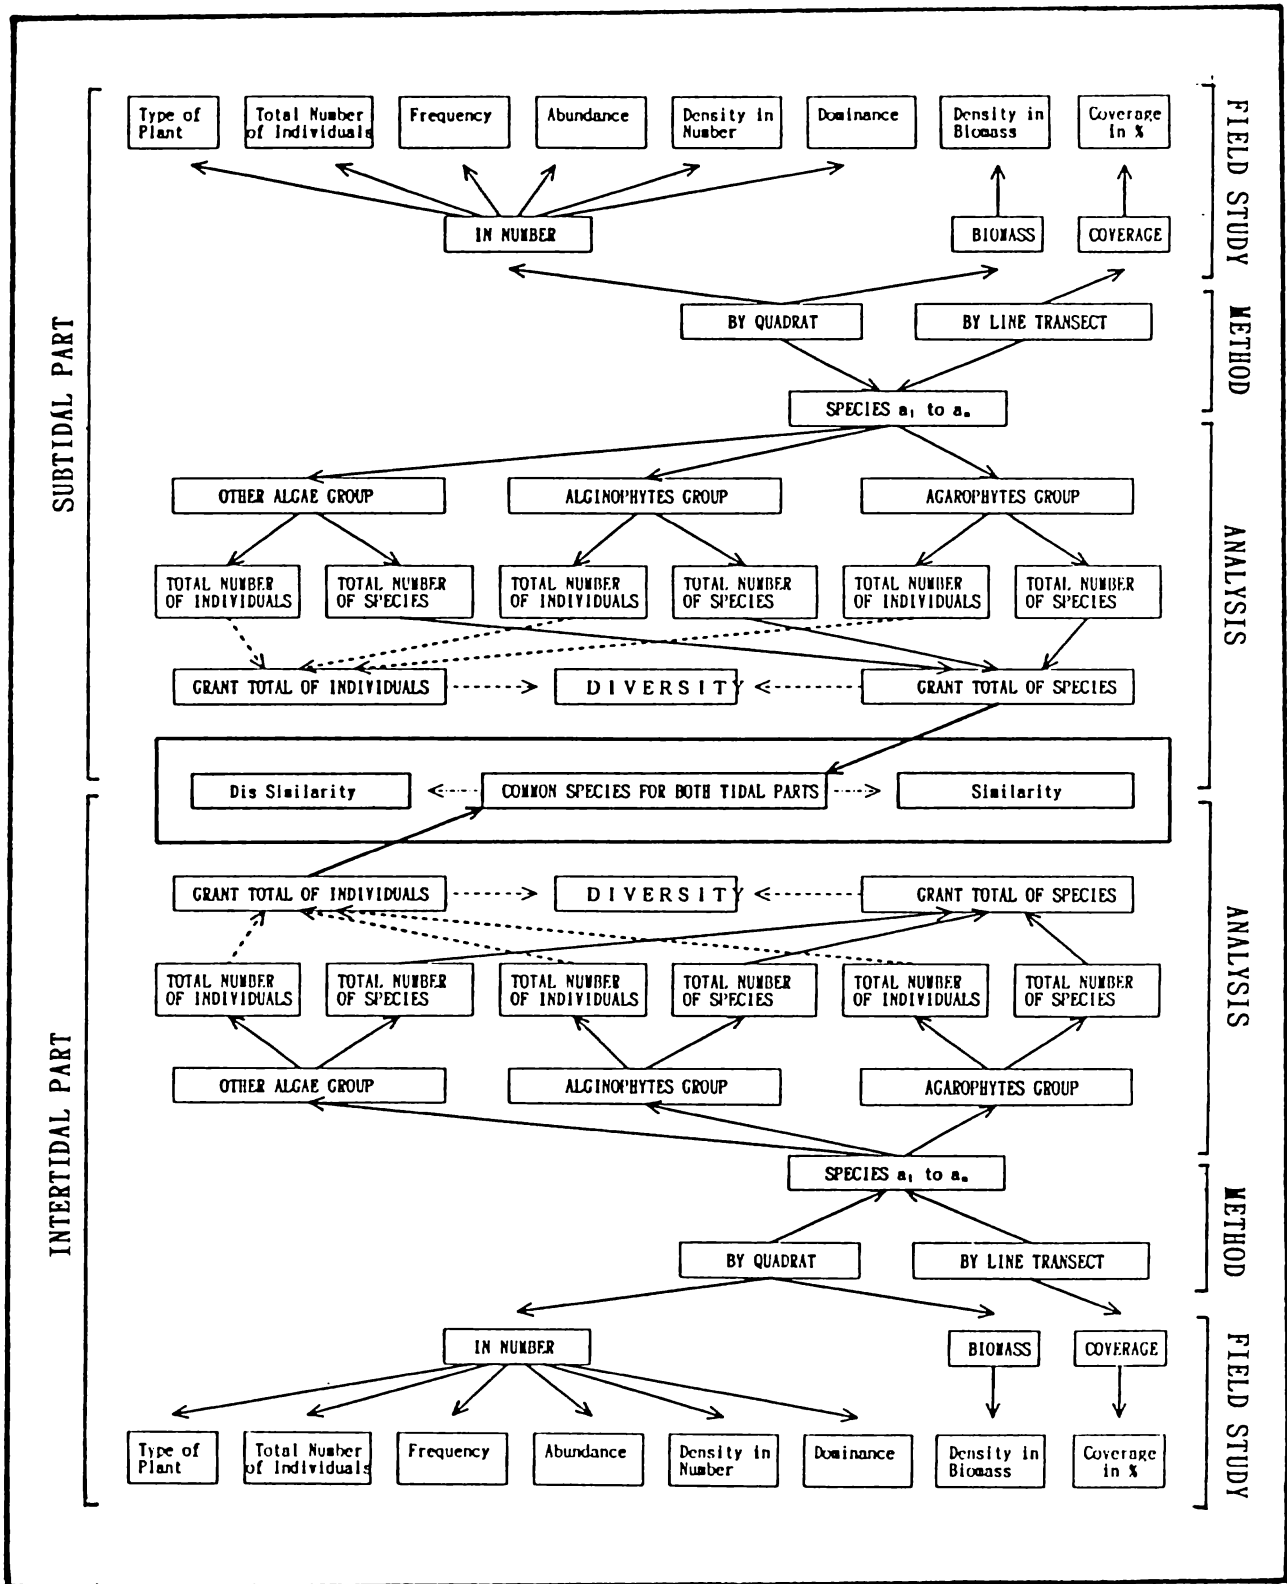 SUBTIDAL PART
INTERTIDAL PART
FIELD STUDY
METHOD
ANALYSIS
ANALYSIS
METHOD
FIELD STUDY
Type of
Plant
Total Number
of Individuals
Frequency
Abundance
Density in
Number
Dominance
Density in
Biomass
Coverage
in %
IN NUMBER
BIOMASS
COVERAGE
BY QUADRAT
BY LINE TRANSECT
SPECIES a₁ to aₙ
OTHER ALGAE GROUP
ALGINOPHYTES GROUP
AGAROPHYTES GROUP
TOTAL NUMBER
OF INDIVIDUALS
TOTAL NUMBER
OF SPECIES
TOTAL NUMBER
OF INDIVIDUALS
TOTAL NUMBER
OF SPECIES
TOTAL NUMBER
OF INDIVIDUALS
TOTAL NUMBER
OF SPECIES
GRANT TOTAL OF INDIVIDUALS
DIVERSITY
GRANT TOTAL OF SPECIES
Dis Similarity
COMMON SPECIES FOR BOTH TIDAL PARTS
Similarity
GRANT TOTAL OF INDIVIDUALS
DIVERSITY
GRANT TOTAL OF SPECIES
TOTAL NUMBER
OF INDIVIDUALS
TOTAL NUMBER
OF SPECIES
TOTAL NUMBER
OF INDIVIDUALS
TOTAL NUMBER
OF SPECIES
TOTAL NUMBER
OF INDIVIDUALS
TOTAL NUMBER
OF SPECIES
OTHER ALGAE GROUP
ALGINOPHYTES GROUP
AGAROPHYTES GROUP
SPECIES a₁ to aₙ
BY QUADRAT
BY LINE TRANSECT
IN NUMBER
BIOMASS
COVERAGE
Type of
Plant
Total Number
of Individuals
Frequency
Abundance
Density in
Number
Dominance
Density in
Biomass
Coverage
in %